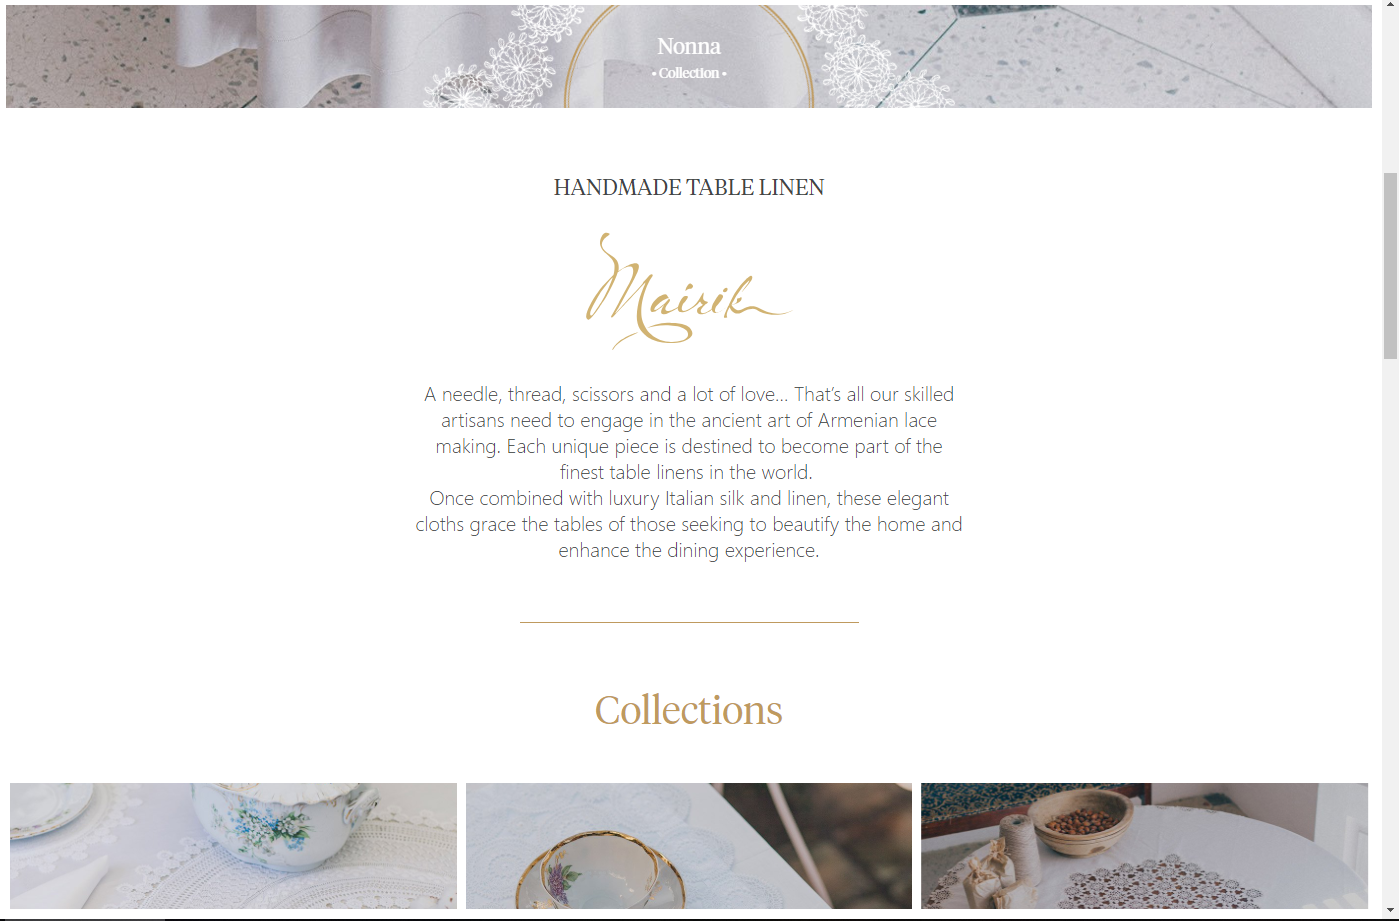 Nonna
• Collection •
HANDMADE TABLE LINEN
Mairik
A needle, thread, scissors and a lot of love... That's all our skilled
artisans need to engage in the ancient art of Armenian lace
making. Each unique piece is destined to become part of the
finest table linens in the world.
Once combined with luxury Italian silk and linen, these elegant
cloths grace the tables of those seeking to beautify the home and
enhance the dining experience.
Collections